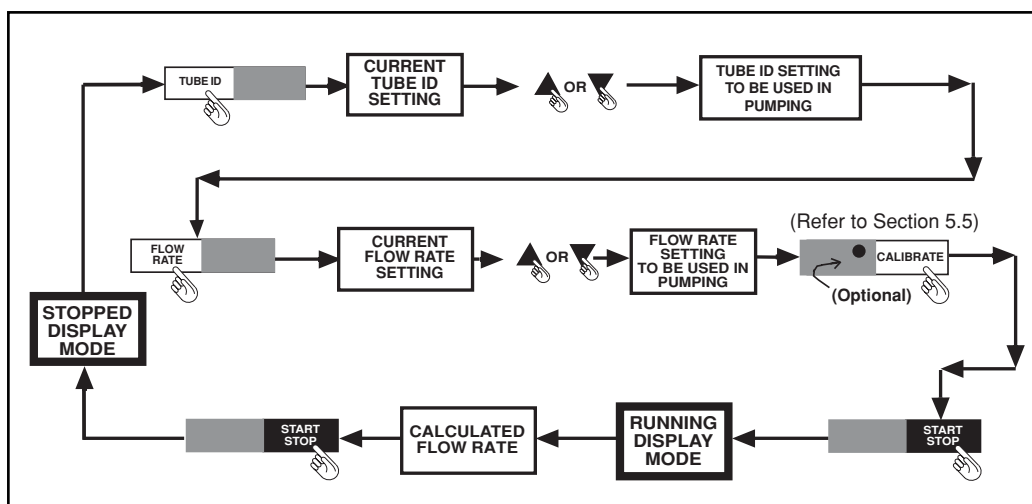 TUBE ID
CURRENT
TUBE ID
SETTING
OR
TUBE ID SETTING
TO BE USED IN
PUMPING
FLOW
RATE
CURRENT
FLOW RATE
SETTING
OR
FLOW RATE
SETTING
TO BE USED IN
PUMPING
(Refer to Section 5.5)
CALIBRATE
(Optional)
STOPPED
DISPLAY
MODE
START
STOP
CALCULATED
FLOW RATE
RUNNING
DISPLAY
MODE
START
STOP